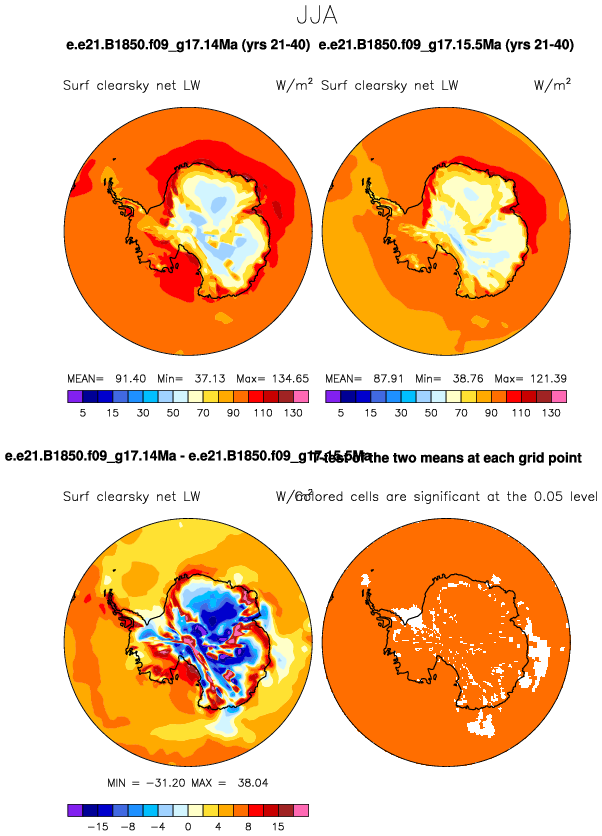 JJA
e.e21.B1850.f09_g17.14Ma (yrs 21-40) e.e21.B1850.f09_g17.15.5Ma (yrs 21-40)
Surf clearsky net LW W/m² Surf clearsky net LW W/m²
MEAN= 91.40 Min= 37.13 Max= 134.65 MEAN= 87.91 Min= 38.76 Max= 121.39
5 15 30 50 70 90 110 130 5 15 30 50 70 90 110 130
e.e21.B1850.f09_g17.14Ma - e.e21.B1850.f09_g17.15.5Ma T-test of the two means at each grid point
Surf clearsky net LW W/m² Colored cells are significant at the 0.05 level
MIN = -31.20 MAX = 38.04
-15 -8 -4 0 4 8 15